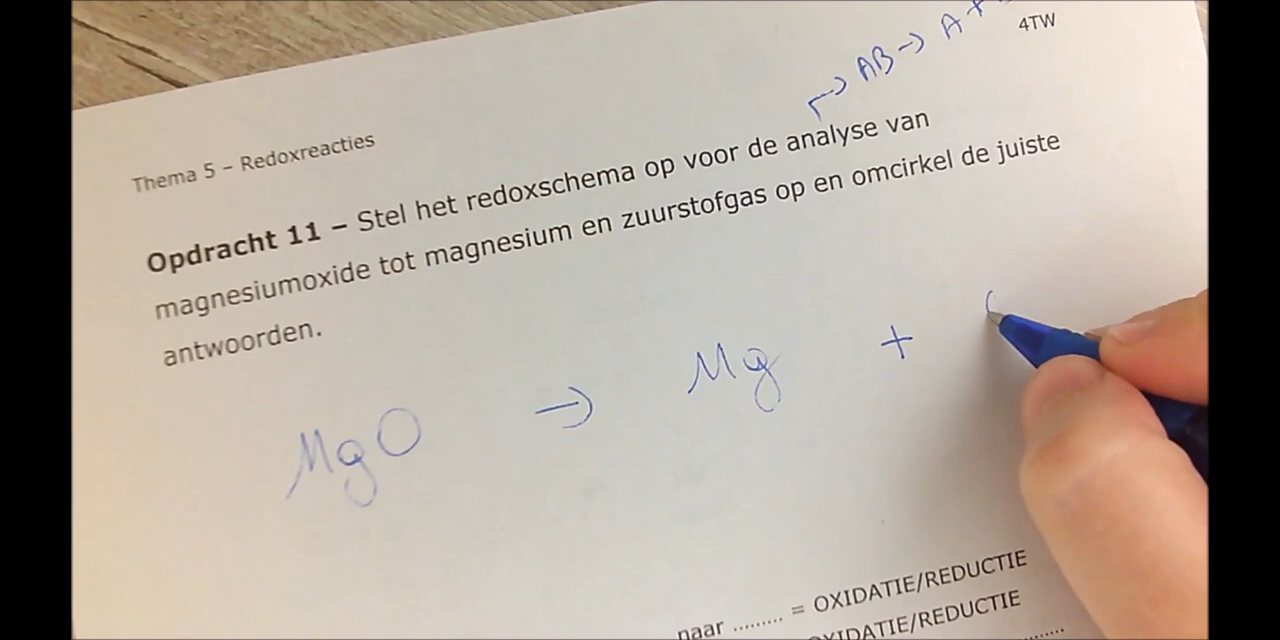 AB → A +
4TW
Thema 5 – Redoxreacties
Opdracht 11 – Stel het redoxschema op voor de analyse van
magnesiumoxide tot magnesium en zuurstofgas op en omcirkel de juiste
antwoorden.
MgO → Mg +
naar ......... = OXIDATIE/REDUCTIE
OXIDATIE/REDUCTIE